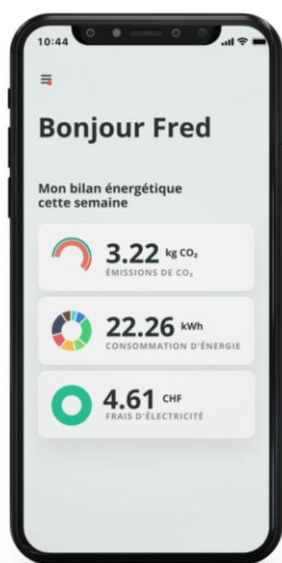 10:44
Bonjour Fred
Mon bilan énergétique
cette semaine
3.22 kg CO₂
ÉMISSIONS DE CO₂
22.26 kWh
CONSOMMATION D'ÉNERGIE
4.61 CHF
FRAIS D'ÉLECTRICITÉ